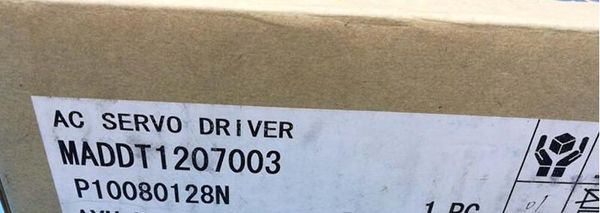 AC SERVO DRIVER
MADDT1207003
P10080128N
1 PC